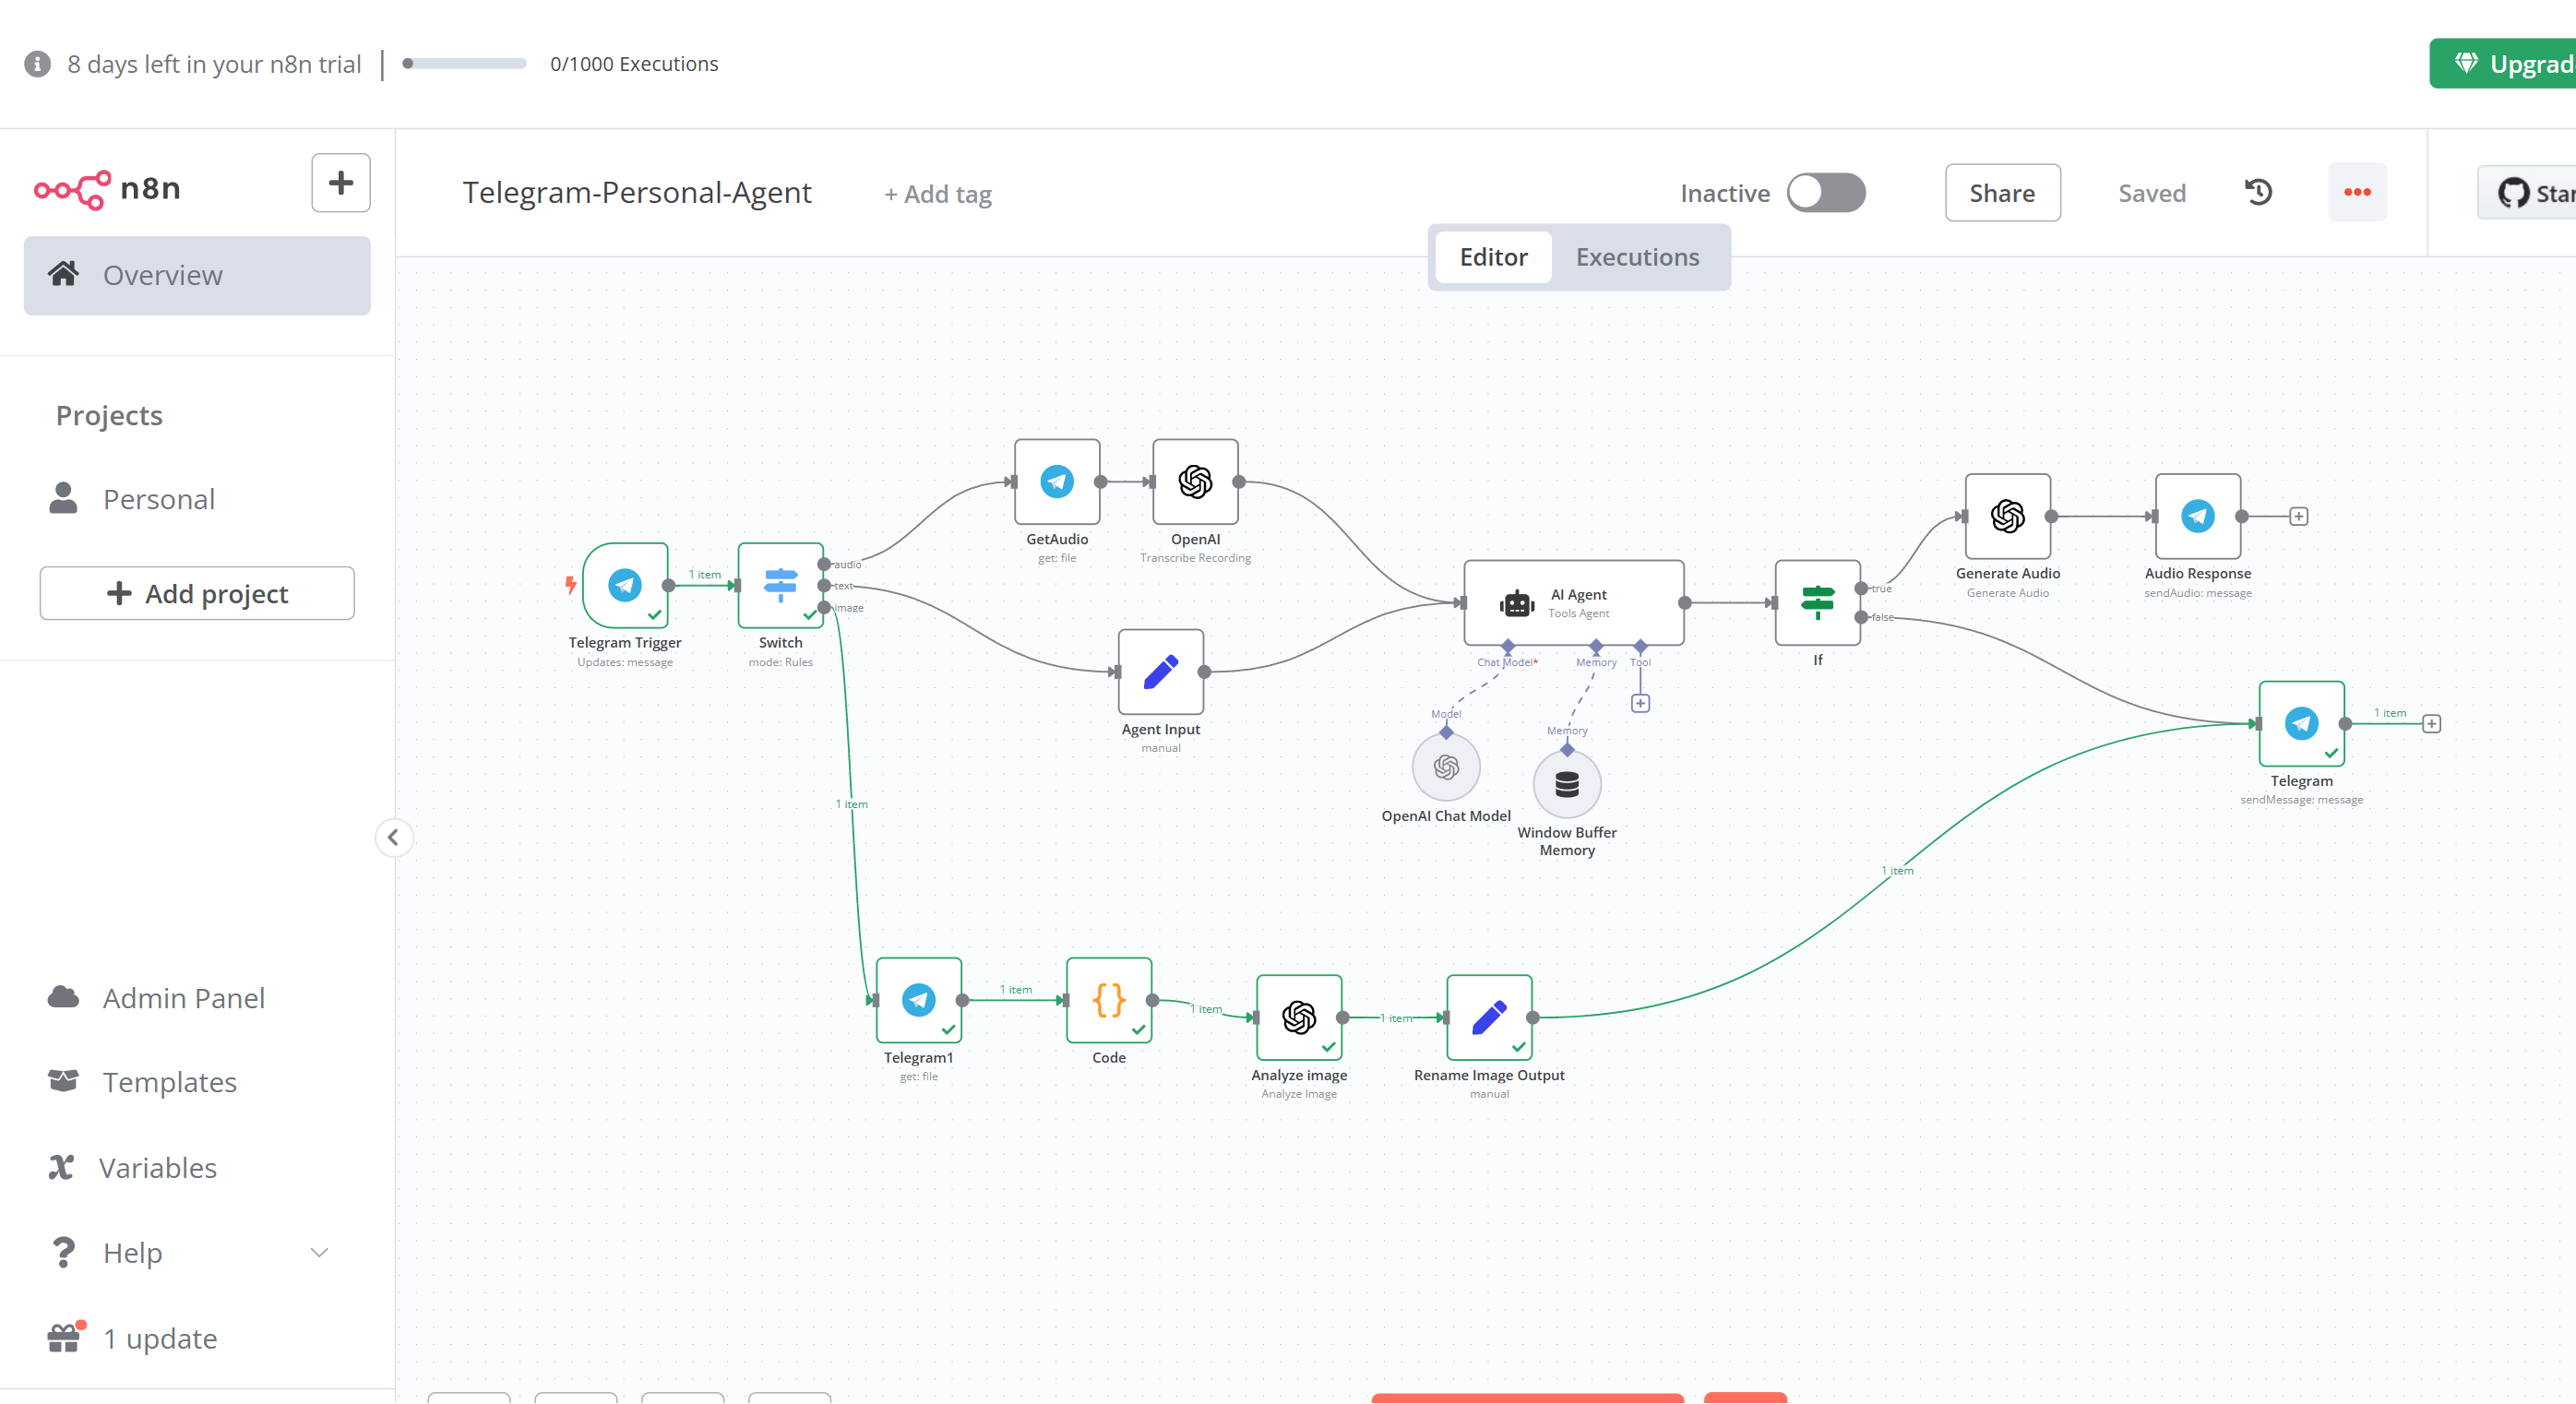 8 days left in your n8n trial
0/1000 Executions
Upgrad
n8n
Telegram-Personal-Agent
+ Add tag
Inactive
Share
Saved
Star
Editor
Executions
Overview
Projects
Personal
Add project
Admin Panel
Templates
Variables
Help
1 update
Telegram Trigger
Updates: message
1 item
Switch
mode: Rules
audio
text
image
GetAudio
get: file
OpenAI
Transcribe Recording
Agent Input
manual
AI Agent
Tools Agent
Chat Model*
Memory
Tool
Model
Memory
OpenAI Chat Model
Window Buffer
Memory
If
true
false
Generate Audio
Generate Audio
Audio Response
sendAudio: message
Telegram
sendMessage: message
1 item
1 item
1 item
Telegram1
get: file
1 item
Code
1 item
Analyze image
Analyze Image
1 item
Rename Image Output
manual